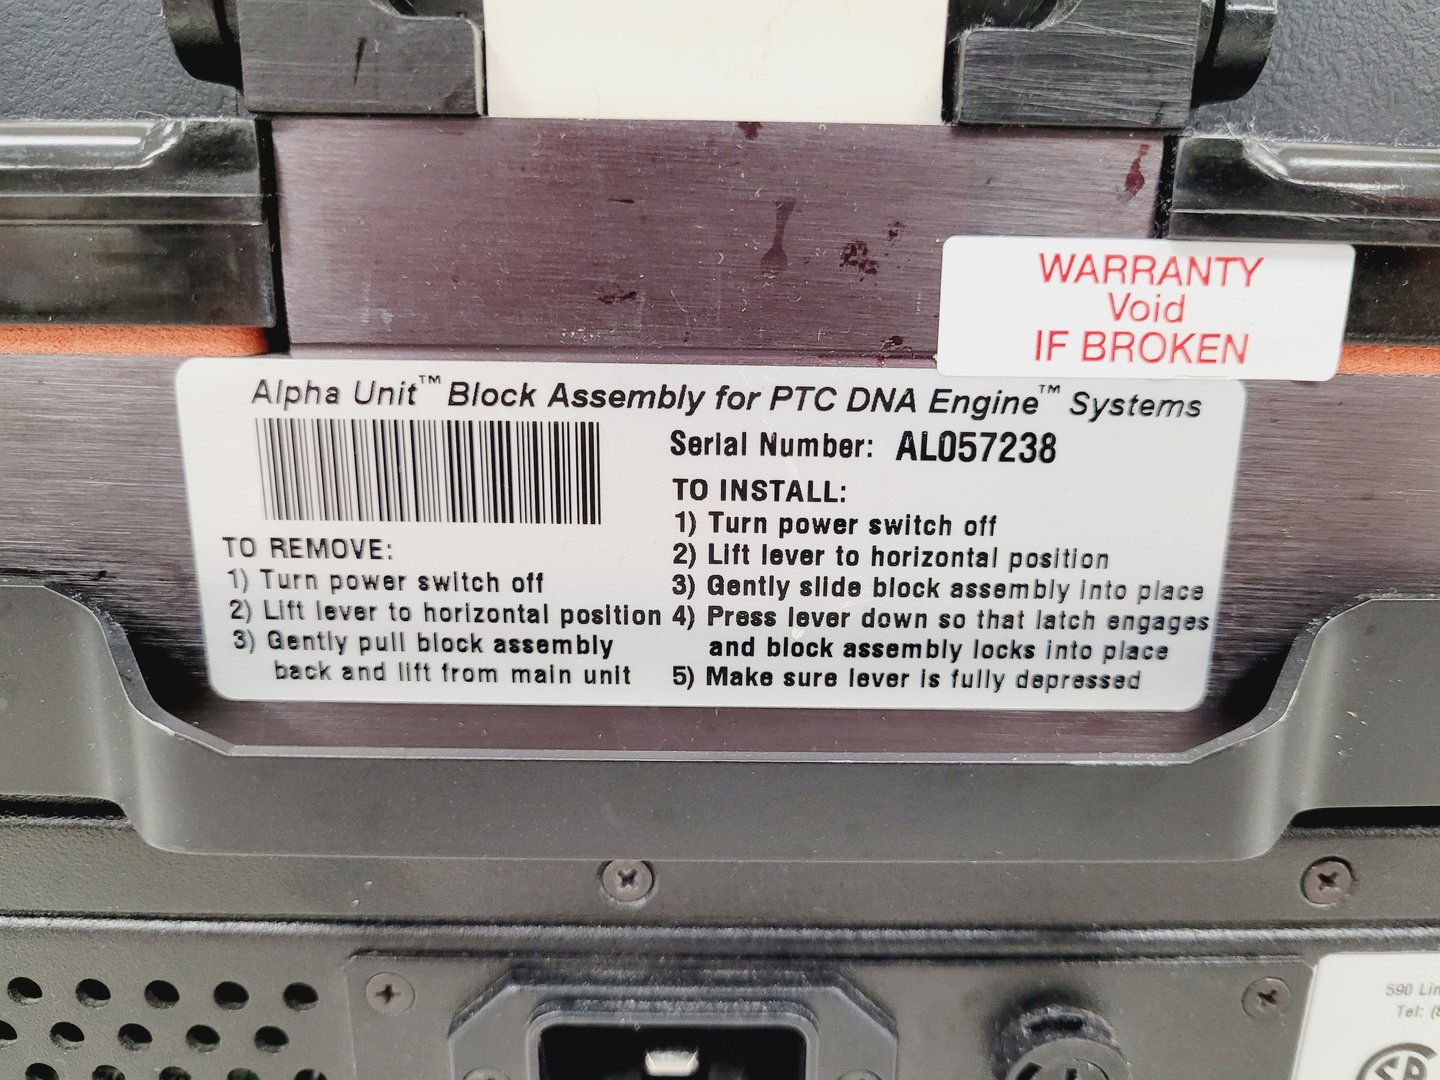 WARRANTY
Void
IF BROKEN
Alpha Unit™ Block Assembly for PTC DNA Engine™ Systems
Serial Number: AL057238
TO REMOVE:
1) Turn power switch off
2) Lift lever to horizontal position
3) Gently pull block assembly
back and lift from main unit
TO INSTALL:
1) Turn power switch off
2) Lift lever to horizontal position
3) Gently slide block assembly into place
4) Press lever down so that latch engages
and block assembly locks into place
5) Make sure lever is fully depressed
590 Lin
Tel: (8